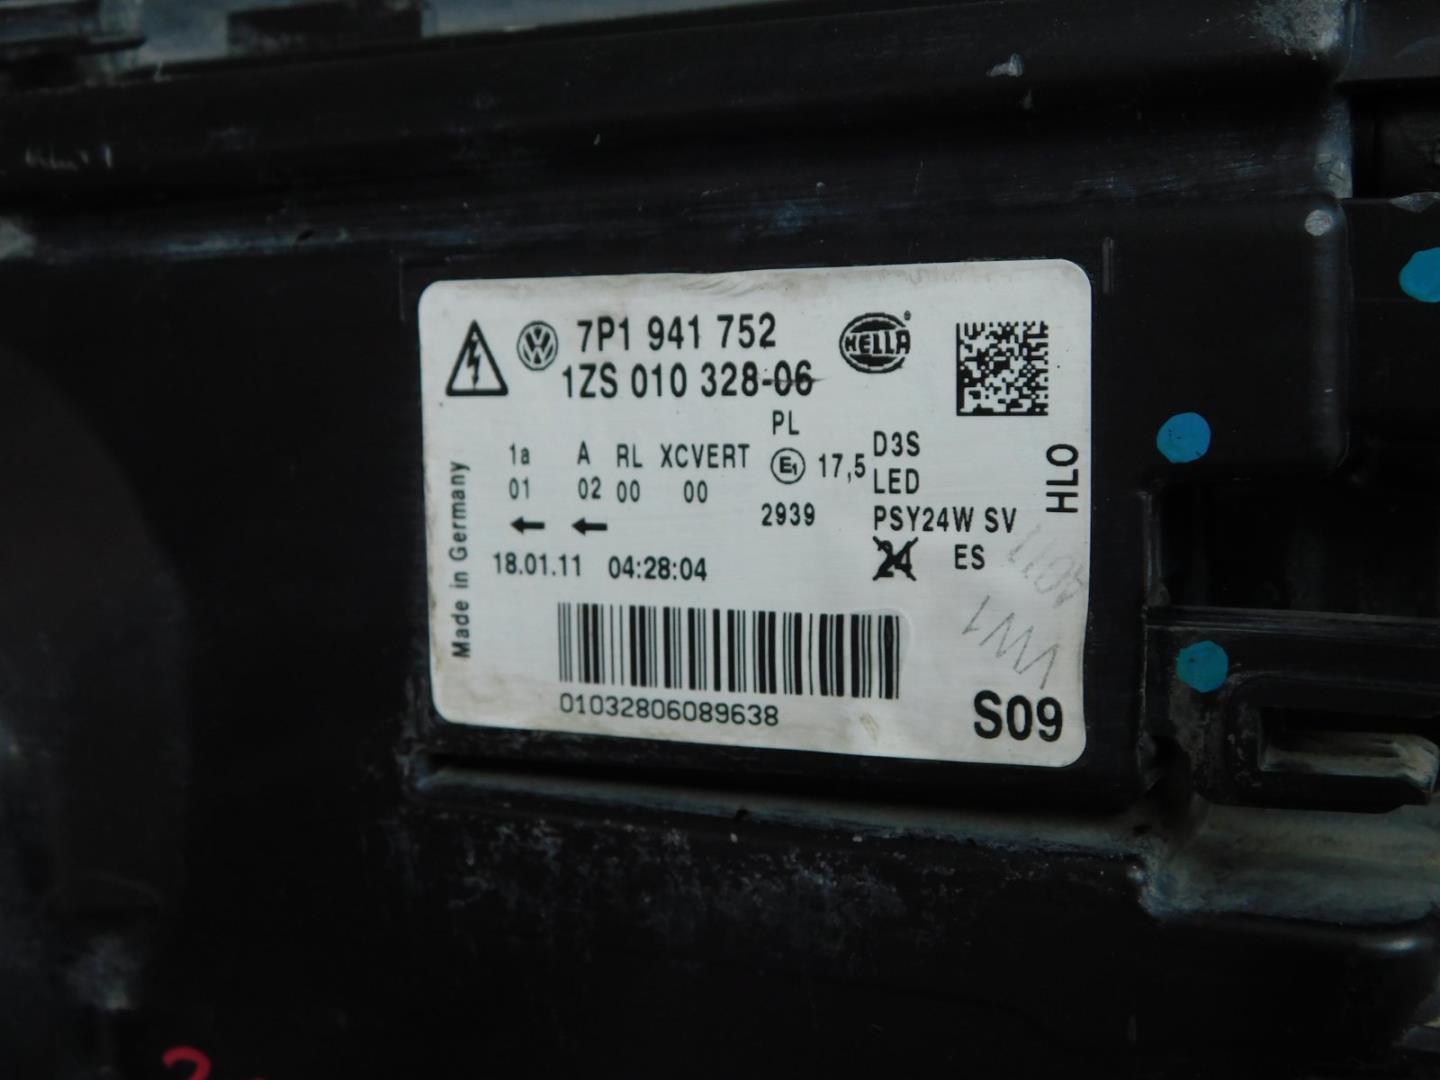 7P1 941 752
HELLA®
1ZS 010 328-06
PL
1a A RL XCVERT E1 17,5 D3S
01 02 00 00 LED
2939 PSY24W SV
24 ES
18.01.11 04:28:04
HLO
Made in Germany
VW1
01032806089638
S09